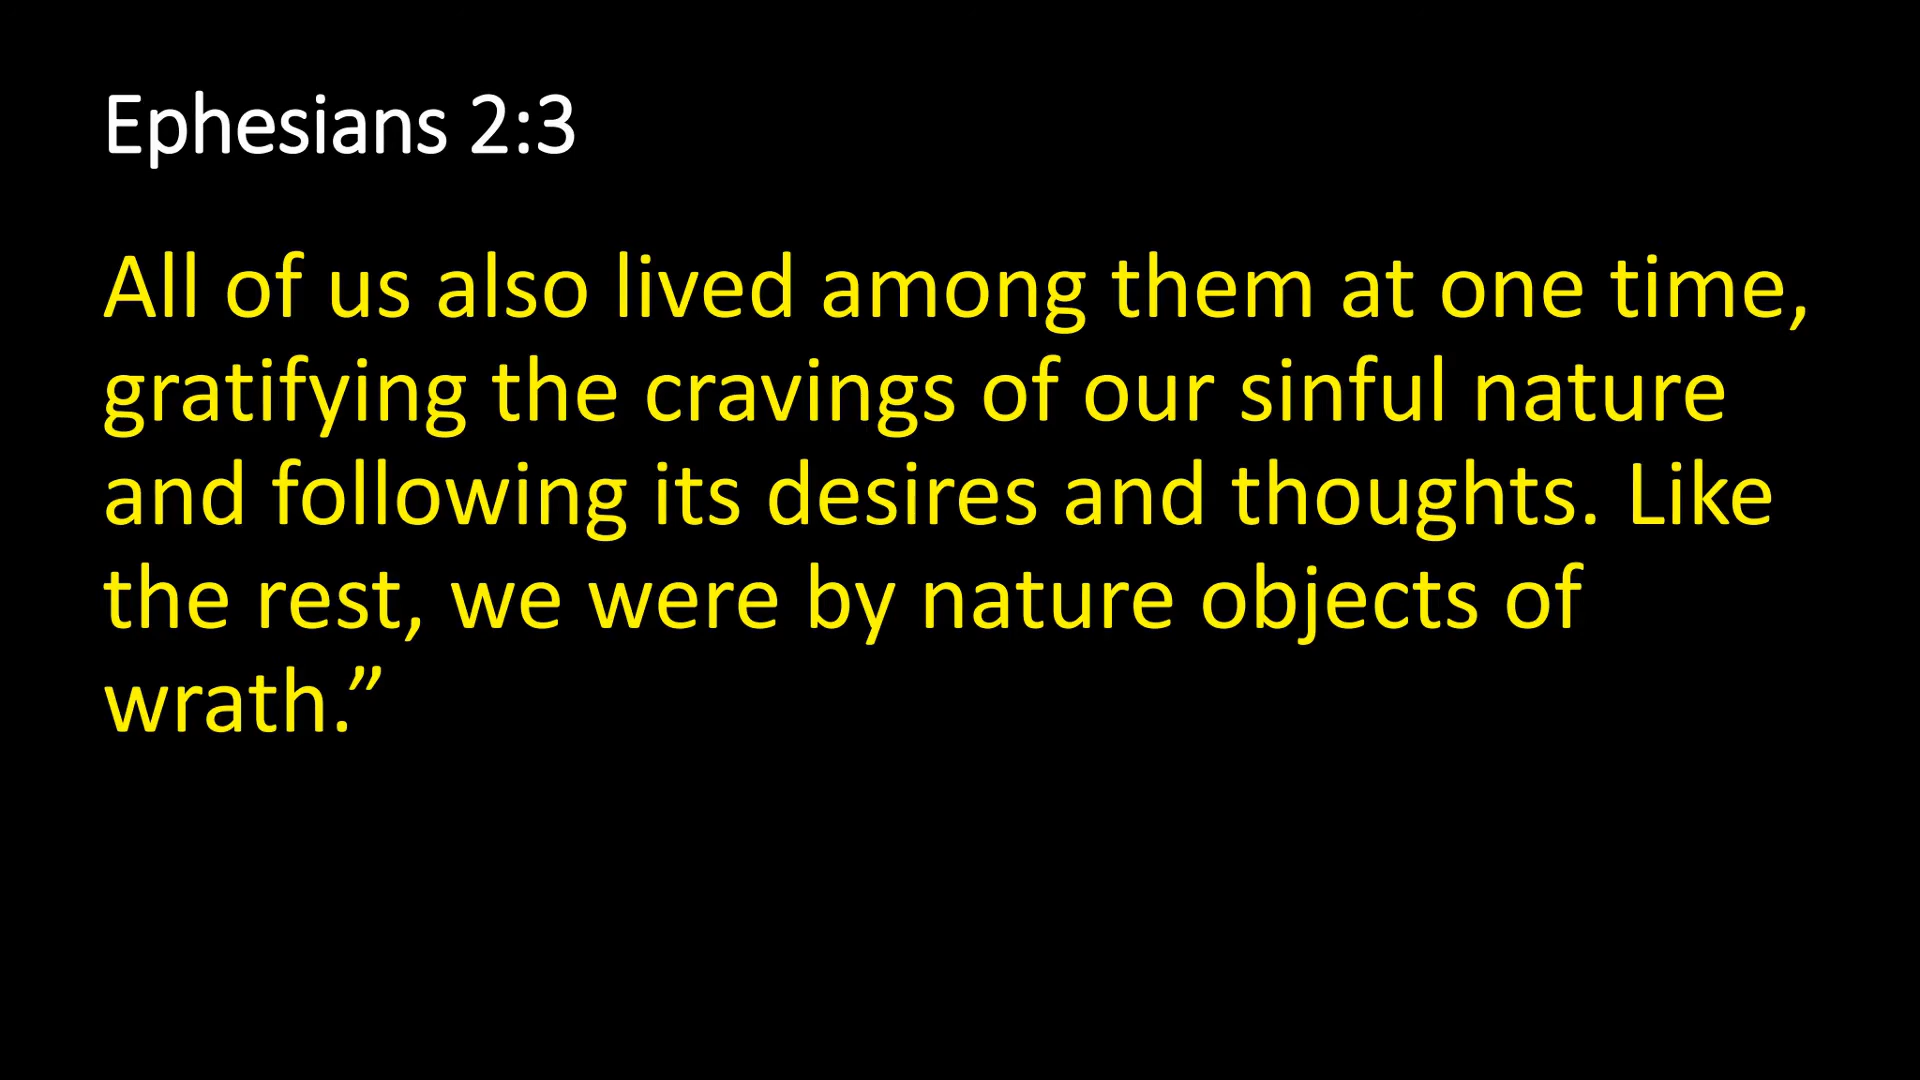 Ephesians 2:3
All of us also lived among them at one time,
gratifying the cravings of our sinful nature
and following its desires and thoughts. Like
the rest, we were by nature objects of
wrath.”